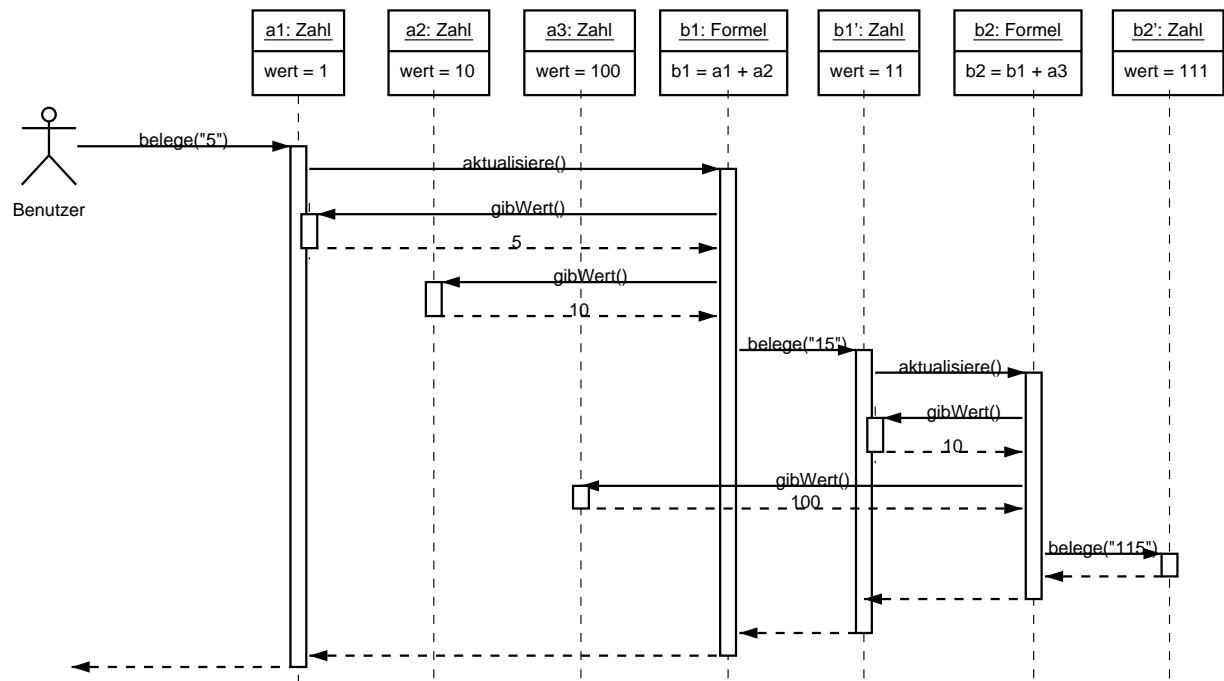 a1: Zahl
wert = 1
a2: Zahl
wert = 10
a3: Zahl
wert = 100
b1: Formel
b1 = a1 + a2
b1': Zahl
wert = 11
b2: Formel
b2 = b1 + a3
b2': Zahl
wert = 111
Benutzer
belege("5")
aktualisiere()
gibWert()
5
gibWert()
10
belege("15")
aktualisiere()
gibWert()
10
gibWert()
100
belege("115")